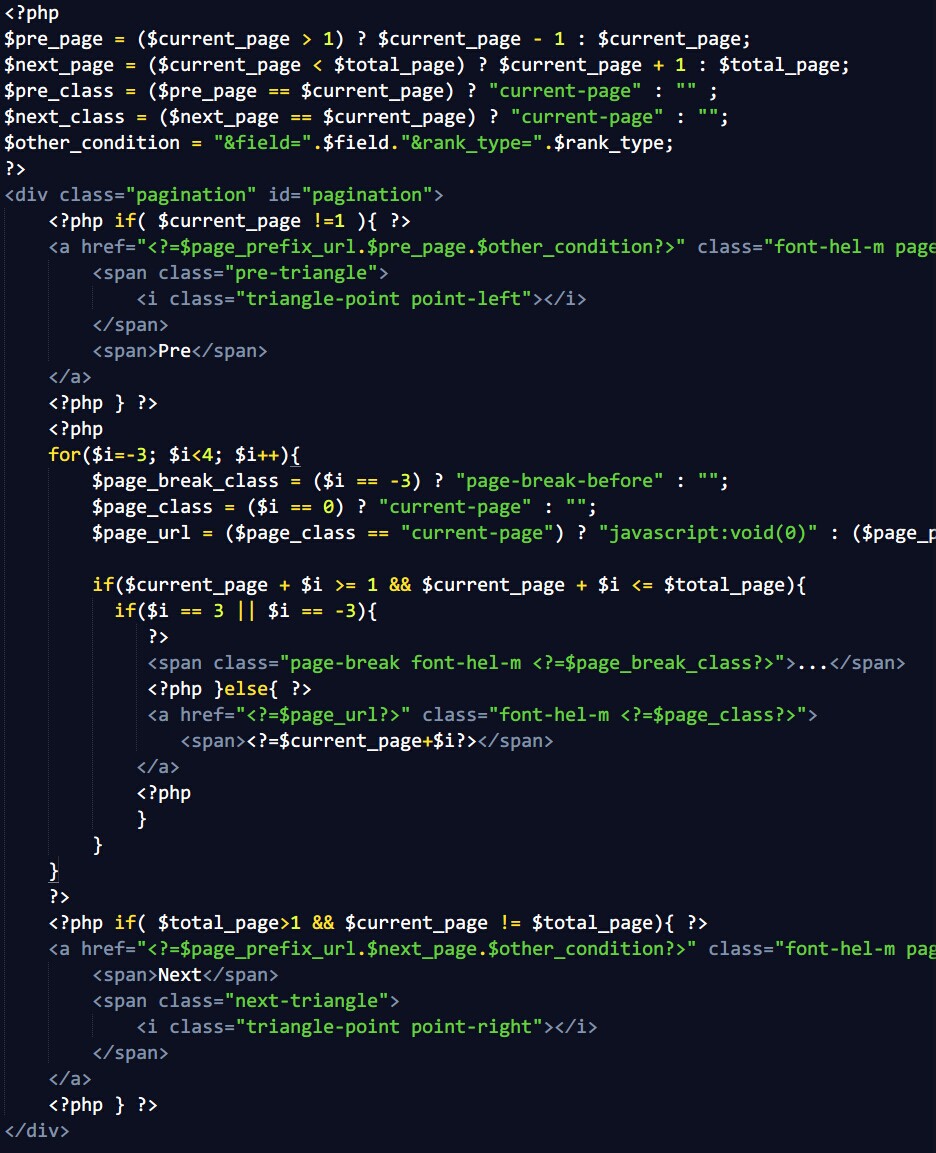 <?php
$pre_page = ($current_page > 1) ? $current_page - 1 : $current_page;
$next_page = ($current_page < $total_page) ? $current_page + 1 : $total_page;
$pre_class = ($pre_page == $current_page) ? "current-page" : "" ;
$next_class = ($next_page == $current_page) ? "current-page" : "";
$other_condition = "&field=".$field."&rank_type=".$rank_type;
?>
<div class="pagination" id="pagination">
    <?php if( $current_page !=1 ){ ?>
    <a href="<?=$page_prefix_url.$pre_page.$other_condition?>" class="font-hel-m page
        <span class="pre-triangle">
            <i class="triangle-point point-left"></i>
        </span>
        <span>Pre</span>
    </a>
    <?php } ?>
    <?php
    for($i=-3; $i<4; $i++){
        $page_break_class = ($i == -3) ? "page-break-before" : "";
        $page_class = ($i == 0) ? "current-page" : "";
        $page_url = ($page_class == "current-page") ? "javascript:void(0)" : ($page_p
        if($current_page + $i >= 1 && $current_page + $i <= $total_page){
          if($i == 3 || $i == -3){
             ?>
             <span class="page-break font-hel-m <?=$page_break_class?>">...</span>
             <?php }else{ ?>
             <a href="<?=$page_url?>" class="font-hel-m <?=$page_class?>">
                <span><?=$current_page+$i?></span>
            </a>
            <?php
            }
        }
    }
    ?>
    <?php if( $total_page>1 && $current_page != $total_page){ ?>
    <a href="<?=$page_prefix_url.$next_page.$other_condition?>" class="font-hel-m pag
        <span>Next</span>
        <span class="next-triangle">
            <i class="triangle-point point-right"></i>
        </span>
    </a>
    <?php } ?>
</div>